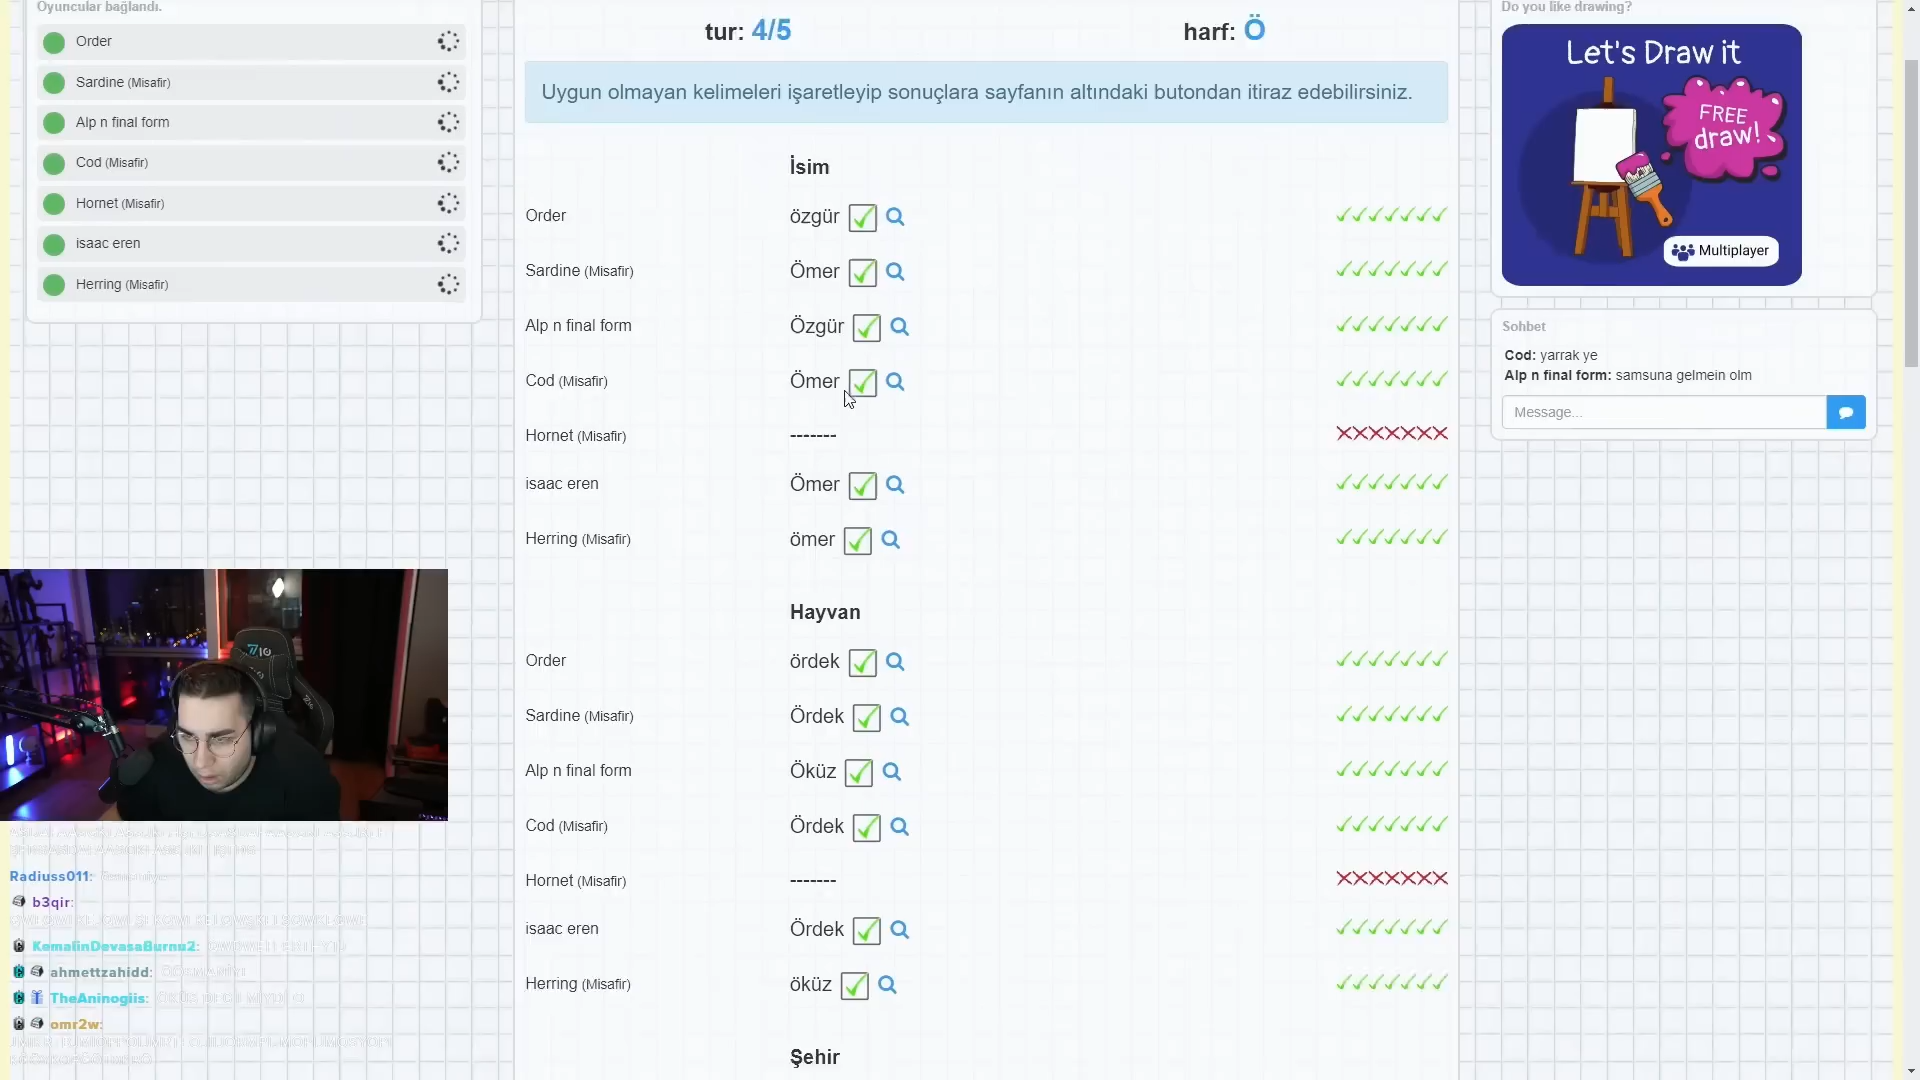 Oyuncular bağlandı.
Order
Sardine (Misafir)
Alp n final form
Cod (Misafir)
Hornet (Misafir)
isaac eren
Herring (Misafir)
tur: 4/5
harf: Ö
Uygun olmayan kelimeleri işaretleyip sonuçlara sayfanın altındaki butondan itiraz edebilirsiniz.
İsim
Order özgür
Sardine (Misafir) Ömer
Alp n final form Özgür
Cod (Misafir) Ömer
Hornet (Misafir) -------
isaac eren Ömer
Herring (Misafir) ömer
Hayvan
Order ördek
Sardine (Misafir) Ördek
Alp n final form Öküz
Cod (Misafir) Ördek
Hornet (Misafir) -------
isaac eren Ördek
Herring (Misafir) öküz
Şehir
Do you like drawing?
Let's Draw it
FREE
draw!
Multiplayer
Sohbet
Cod: yarrak ye
Alp n final form: samsuna gelmein olm
Message...
Radiuss011:
b3qir:
KemalinDevasaBurnu2:
ahmettzahidd:
TheAninogiis:
omr2w: